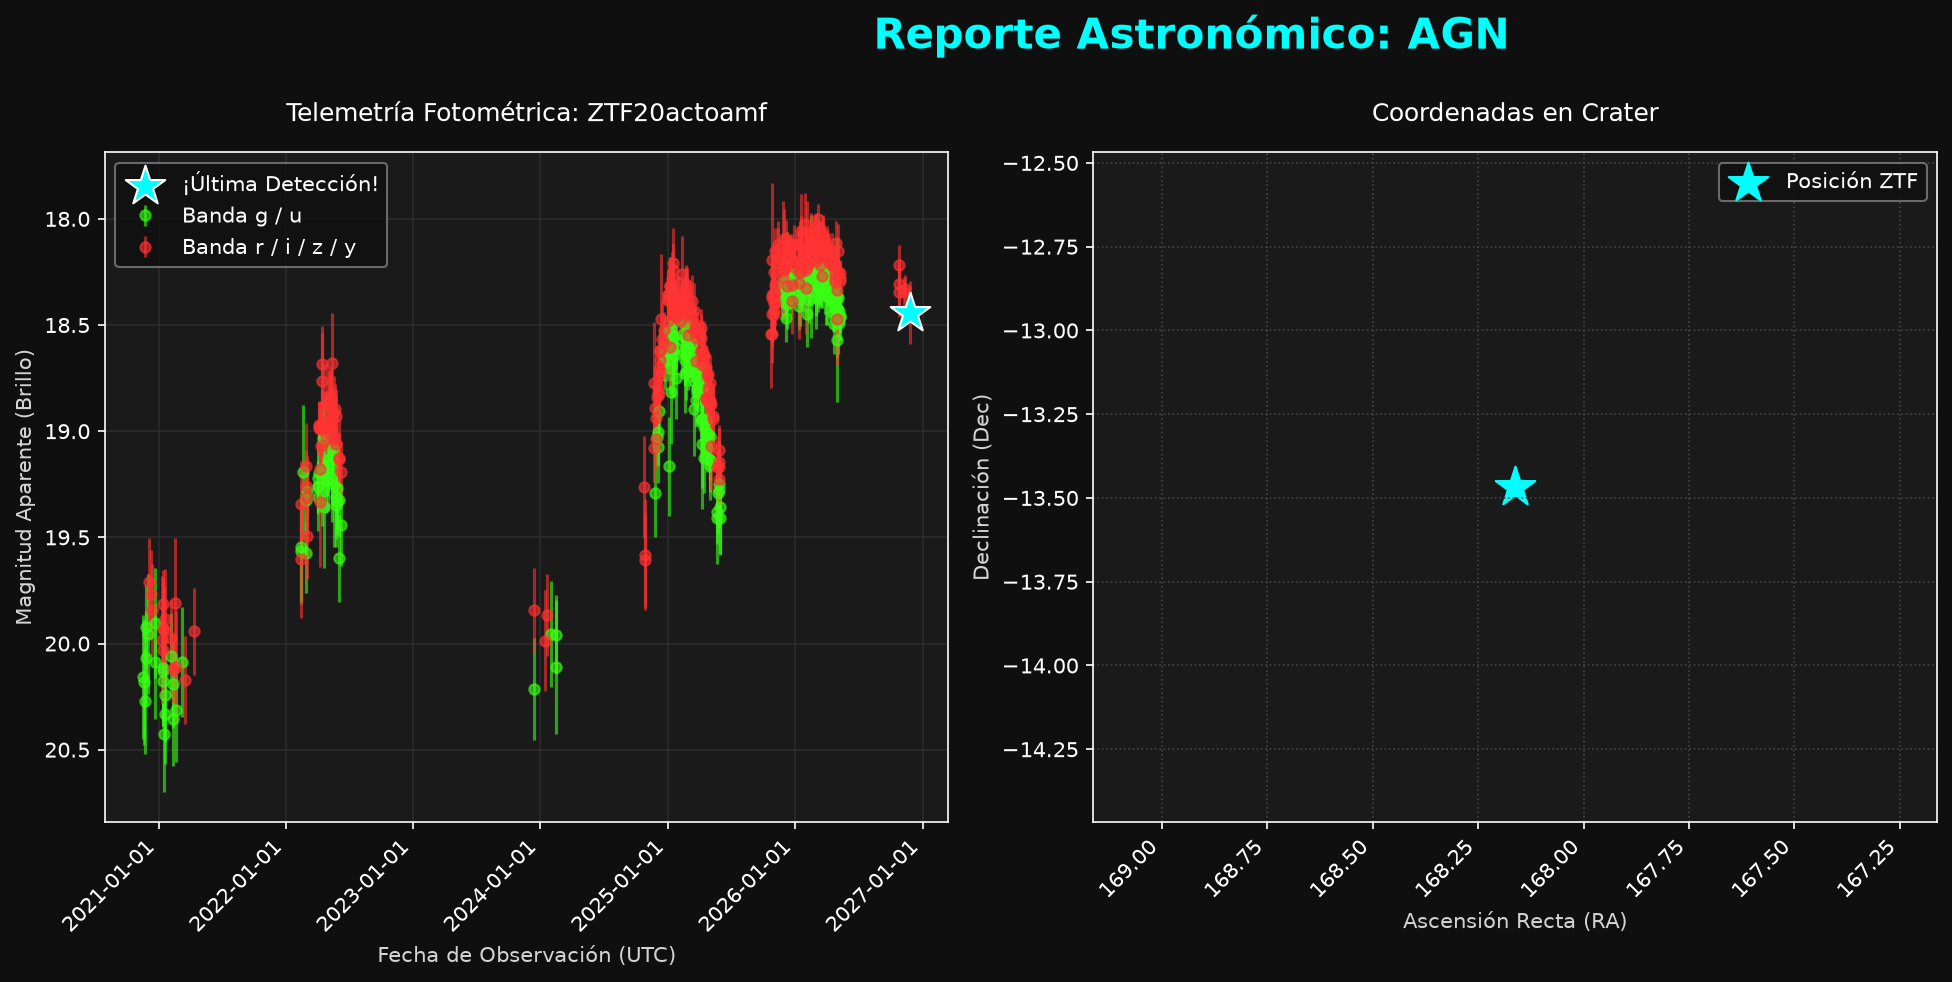 Reporte Astronómico: AGN
Telemetría Fotométrica: ZTF20actoamf
¡Última Detección!
Banda g / u
Banda r / i / z / y
Magnitud Aparente (Brillo)
18.0
18.5
19.0
19.5
20.0
20.5
2021-01-01
2022-01-01
2023-01-01
2024-01-01
2025-01-01
2026-01-01
2027-01-01
Fecha de Observación (UTC)
Coordenadas en Crater
Posición ZTF
Declinación (Dec)
−12.50
−12.75
−13.00
−13.25
−13.50
−13.75
−14.00
−14.25
169.00
168.75
168.50
168.25
168.00
167.75
167.50
167.25
Ascensión Recta (RA)